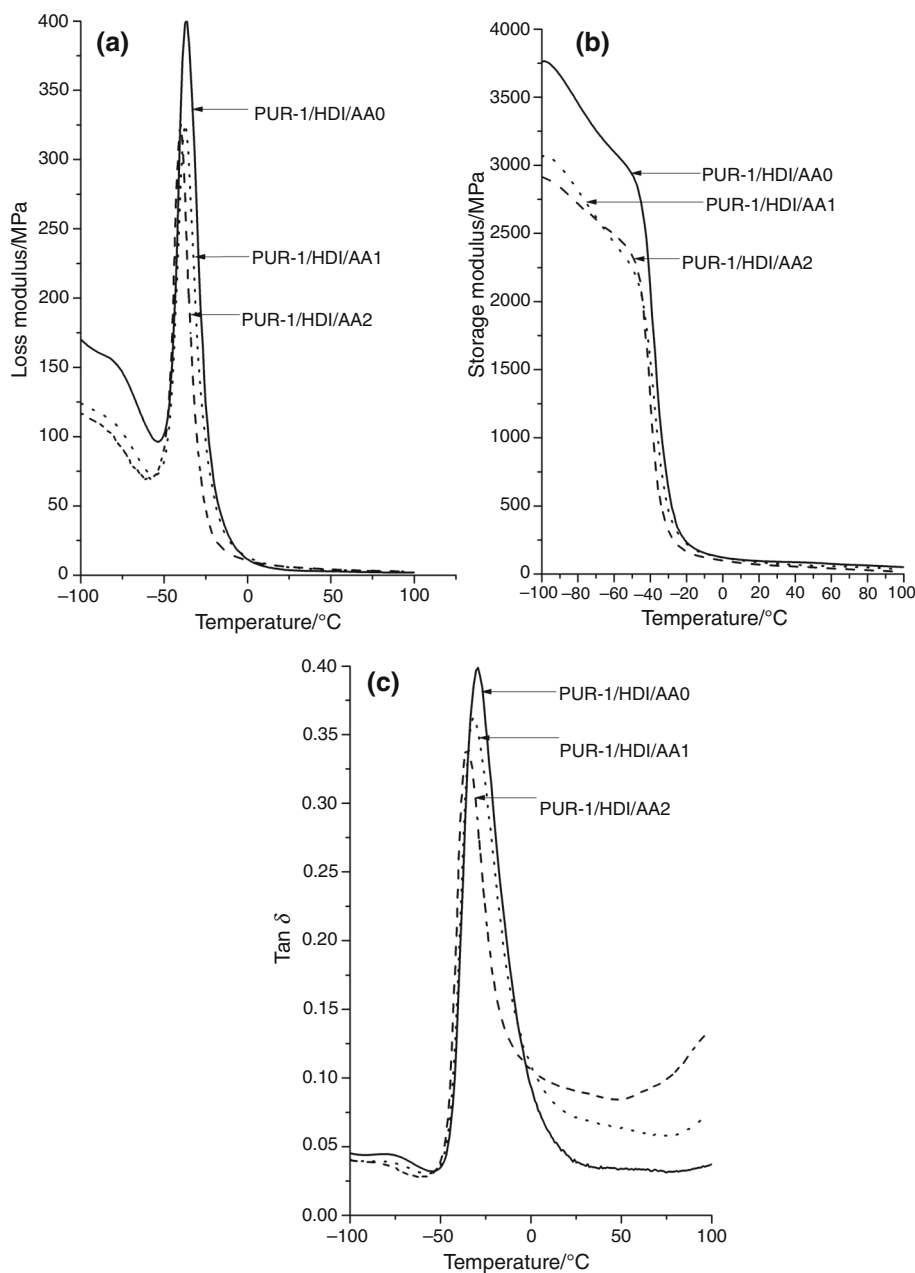 (a)
400
350
300
250
200
150
100
50
0
Loss modulus/MPa
PUR-1/HDI/AA0
PUR-1/HDI/AA1
PUR-1/HDI/AA2
−100
−50
0
50
100
Temperature/°C
(b)
4000
3500
3000
2500
2000
1500
1000
500
0
Storage modulus/MPa
PUR-1/HDI/AA0
PUR-1/HDI/AA1
PUR-1/HDI/AA2
−100
−80
−60
−40
−20
0
20
40
60
80
100
Temperature/°C
(c)
0.40
0.35
0.30
0.25
0.20
0.15
0.10
0.05
0.00
Tan δ
PUR-1/HDI/AA0
PUR-1/HDI/AA1
PUR-1/HDI/AA2
−100
−50
0
50
100
Temperature/°C